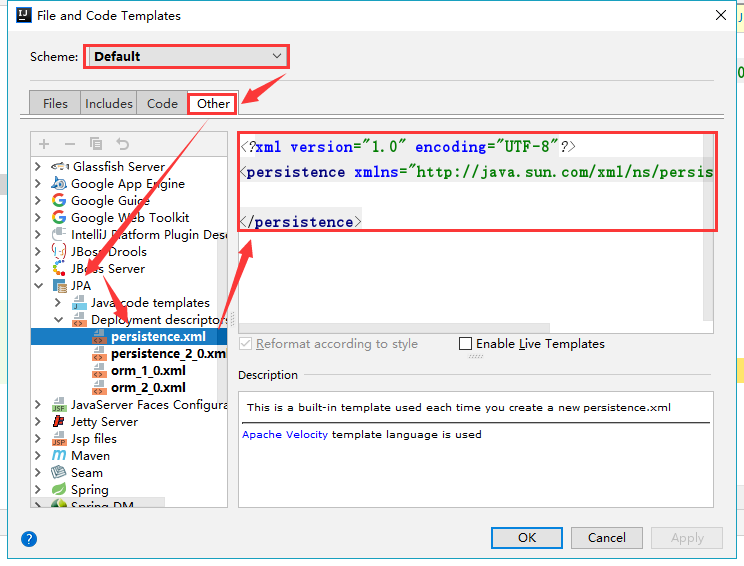 File and Code Templates
Scheme: Default
Files Includes Code Other
Glassfish Server
Google App Engine
Google Guice
Google Web Toolkit
IntelliJ Platform Plugin Desc
JBoss Drools
JBoss Server
JPA
Java code templates
Deployment descriptors
persistence.xml
persistence_2_0.xml
orm_1_0.xml
orm_2_0.xml
JavaServer Faces Configura
Jetty Server
Jsp files
Maven
Seam
Spring
Spring DM
<?xml version="1.0" encoding="UTF-8"?>
<persistence xmlns="http://java.sun.com/xml/ns/persis
</persistence>
Reformat according to style Enable Live Templates
Description
This is a built-in template used each time you create a new persistence.xml
Apache Velocity template language is used
OK Cancel Apply